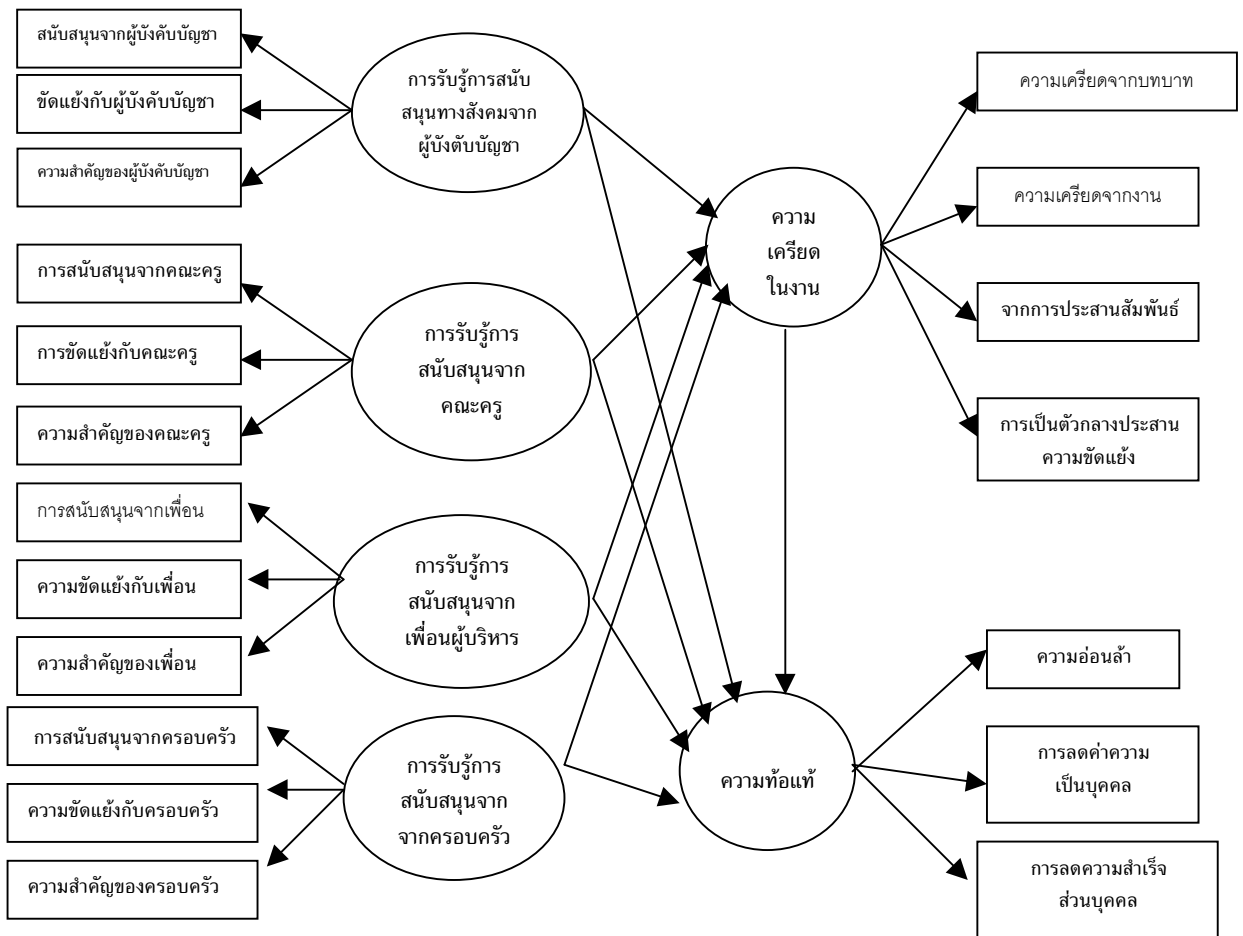 สนับสนุนจากผู้บังคับบัญชา
ขัดแย้งกับผู้บังคับบัญชา
ความสำคัญของผู้บังคับบัญชา
การรับรู้การสนับ
สนุนทางสังคมจาก
ผู้บังตับบัญชา
การสนับสนุนจากคณะครู
การขัดแย้งกับคณะครู
ความสำคัญของคณะครู
การรับรู้การ
สนับสนุนจาก
คณะครู
การสนับสนุนจากเพื่อน
ความขัดแย้งกับเพื่อน
ความสำคัญของเพื่อน
การรับรู้การ
สนับสนุนจาก
เพื่อนผู้บริหาร
การสนับสนุนจากครอบครัว
ความขัดแย้งกับครอบครัว
ความสำคัญของครอบครัว
การรับรู้การ
สนับสนุนจาก
จากครอบครัว
ความ
เครียด
ในงาน
ความเครียดจากบทบาท
ความเครียดจากงาน
จากการประสานสัมพันธ์
การเป็นตัวกลางประสาน
ความขัดแย้ง
ความท้อแท้
ความอ่อนล้า
การลดค่าความ
เป็นบุคคล
การลดความสำเร็จ
ส่วนบุคคล